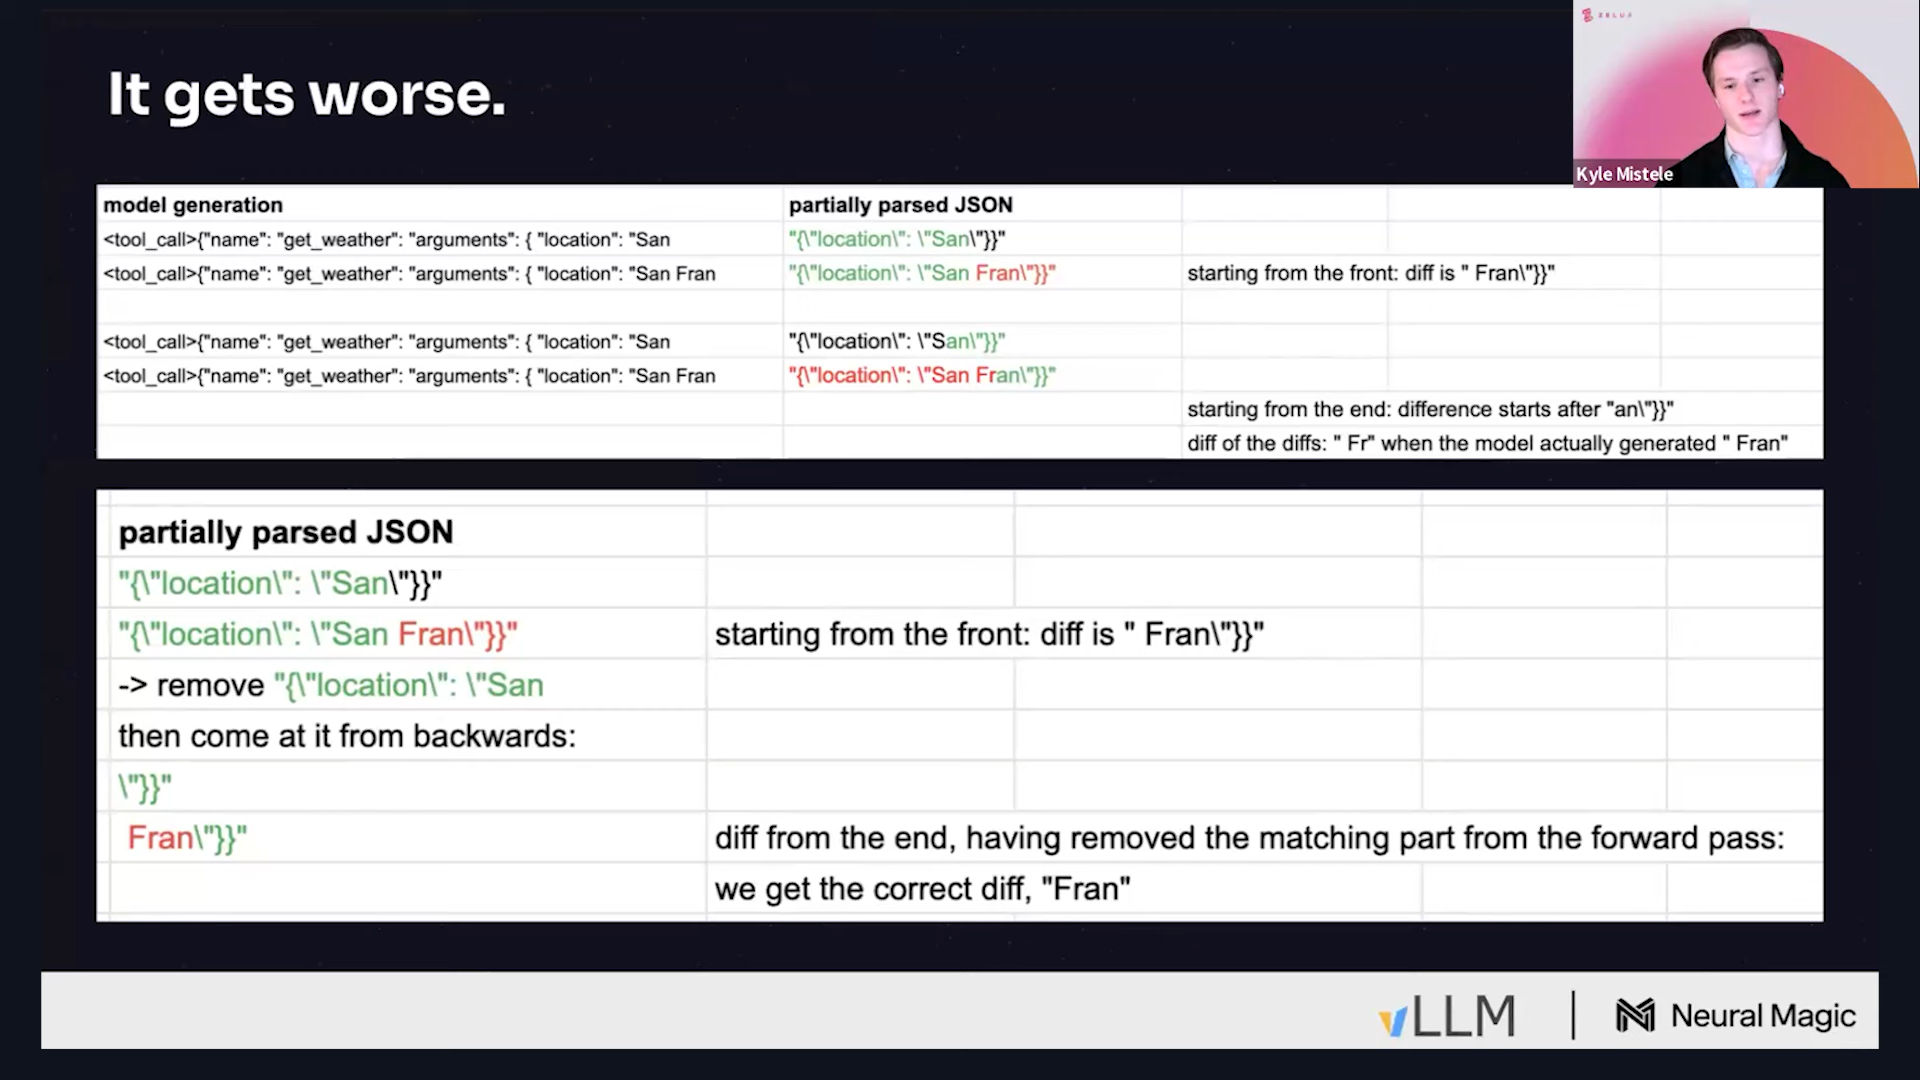 It gets worse.
ZELUS
Kyle Mistele
model generation partially parsed JSON
<tool_call>{"name": "get_weather": "arguments": { "location": "San "{\"location\": \"San\"}}"
<tool_call>{"name": "get_weather": "arguments": { "location": "San Fran "{\"location\": \"San Fran\"}}" starting from the front: diff is " Fran\"}}"
<tool_call>{"name": "get_weather": "arguments": { "location": "San "{\"location\": \"San\"}}"
<tool_call>{"name": "get_weather": "arguments": { "location": "San Fran "{\"location\": \"San Fran\"}}"
starting from the end: difference starts after "an\"}}"
diff of the diffs: " Fr" when the model actually generated " Fran"
partially parsed JSON
"{\"location\": \"San\"}}"
"{\"location\": \"San Fran\"}}" starting from the front: diff is " Fran\"}}"
-> remove "{\"location\": \"San
then come at it from backwards:
\"}}"
Fran\"}}" diff from the end, having removed the matching part from the forward pass:
we get the correct diff, "Fran"
vLLM | Neural Magic